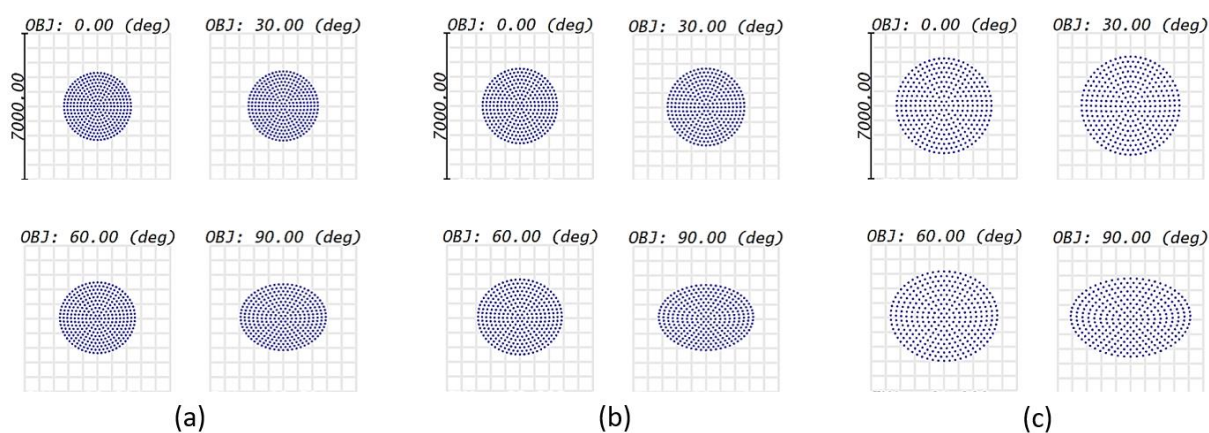 OBJ: 0.00 (deg) OBJ: 30.00 (deg) OBJ: 0.00 (deg) OBJ: 30.00 (deg) OBJ: 0.00 (deg) OBJ: 30.00 (deg)
7000.00 7000.00 7000.00
OBJ: 60.00 (deg) OBJ: 90.00 (deg) OBJ: 60.00 (deg) OBJ: 90.00 (deg) OBJ: 60.00 (deg) OBJ: 90.00 (deg)
(a) (b) (c)